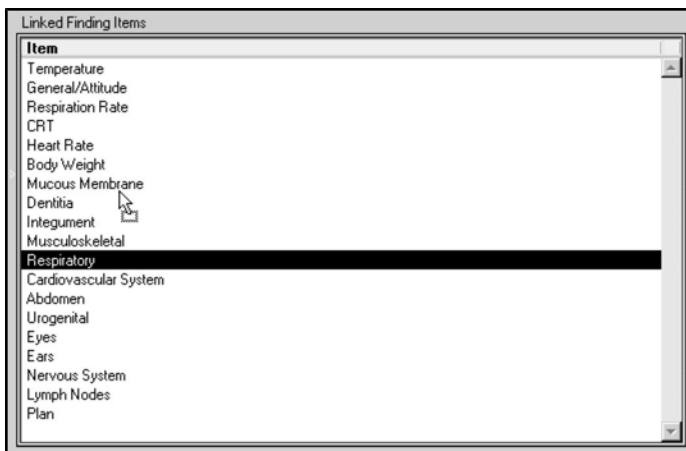 Linked Finding Items
Item
Temperature
General/Attitude
Respiration Rate
CRT
Heart Rate
Body Weight
Mucous Membrane
Dentitia
Integument
Musculoskeletal
Respiratory
Cardiovascular System
Abdomen
Urogenital
Eyes
Ears
Nervous System
Lymph Nodes
Plan